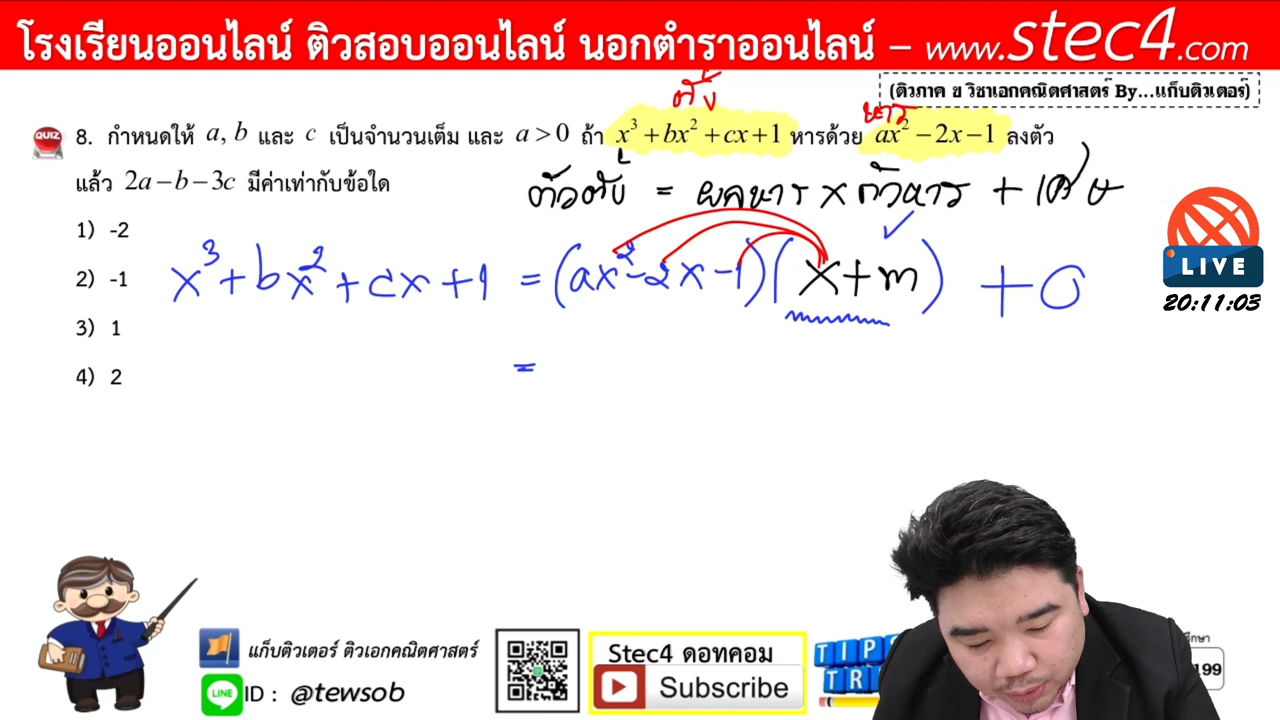 โรงเรียนออนไลน์ ติวสอบออนไลน์ นอกตำราออนไลน์ – www.stec4.com
(ติวภาค ข วิชาเอกคณิตศาสตร์ By...แก๊บติวเตอร์)
ตั้ง
หาร
QUIZ 8. กำหนดให้ a, b และ c เป็นจำนวนเต็ม และ a > 0 ถ้า x³ + bx² + cx + 1 หารด้วย ax² − 2x − 1 ลงตัว
แล้ว 2a − b − 3c มีค่าเท่ากับข้อใด
ตัวตั้ง = ผลหาร × ตัวหาร + เศษ
1) -2
x³ + bx² + cx + 1 = (ax² − 2x − 1)(x + m) + 0
2) -1
LIVE
20:11:03
3) 1
=
4) 2
แก๊บติวเตอร์ ติวเอกคณิตศาสตร์
LINE ID : @tewsob
Stec4 ดอทคอม
Subscribe
TIPS
199